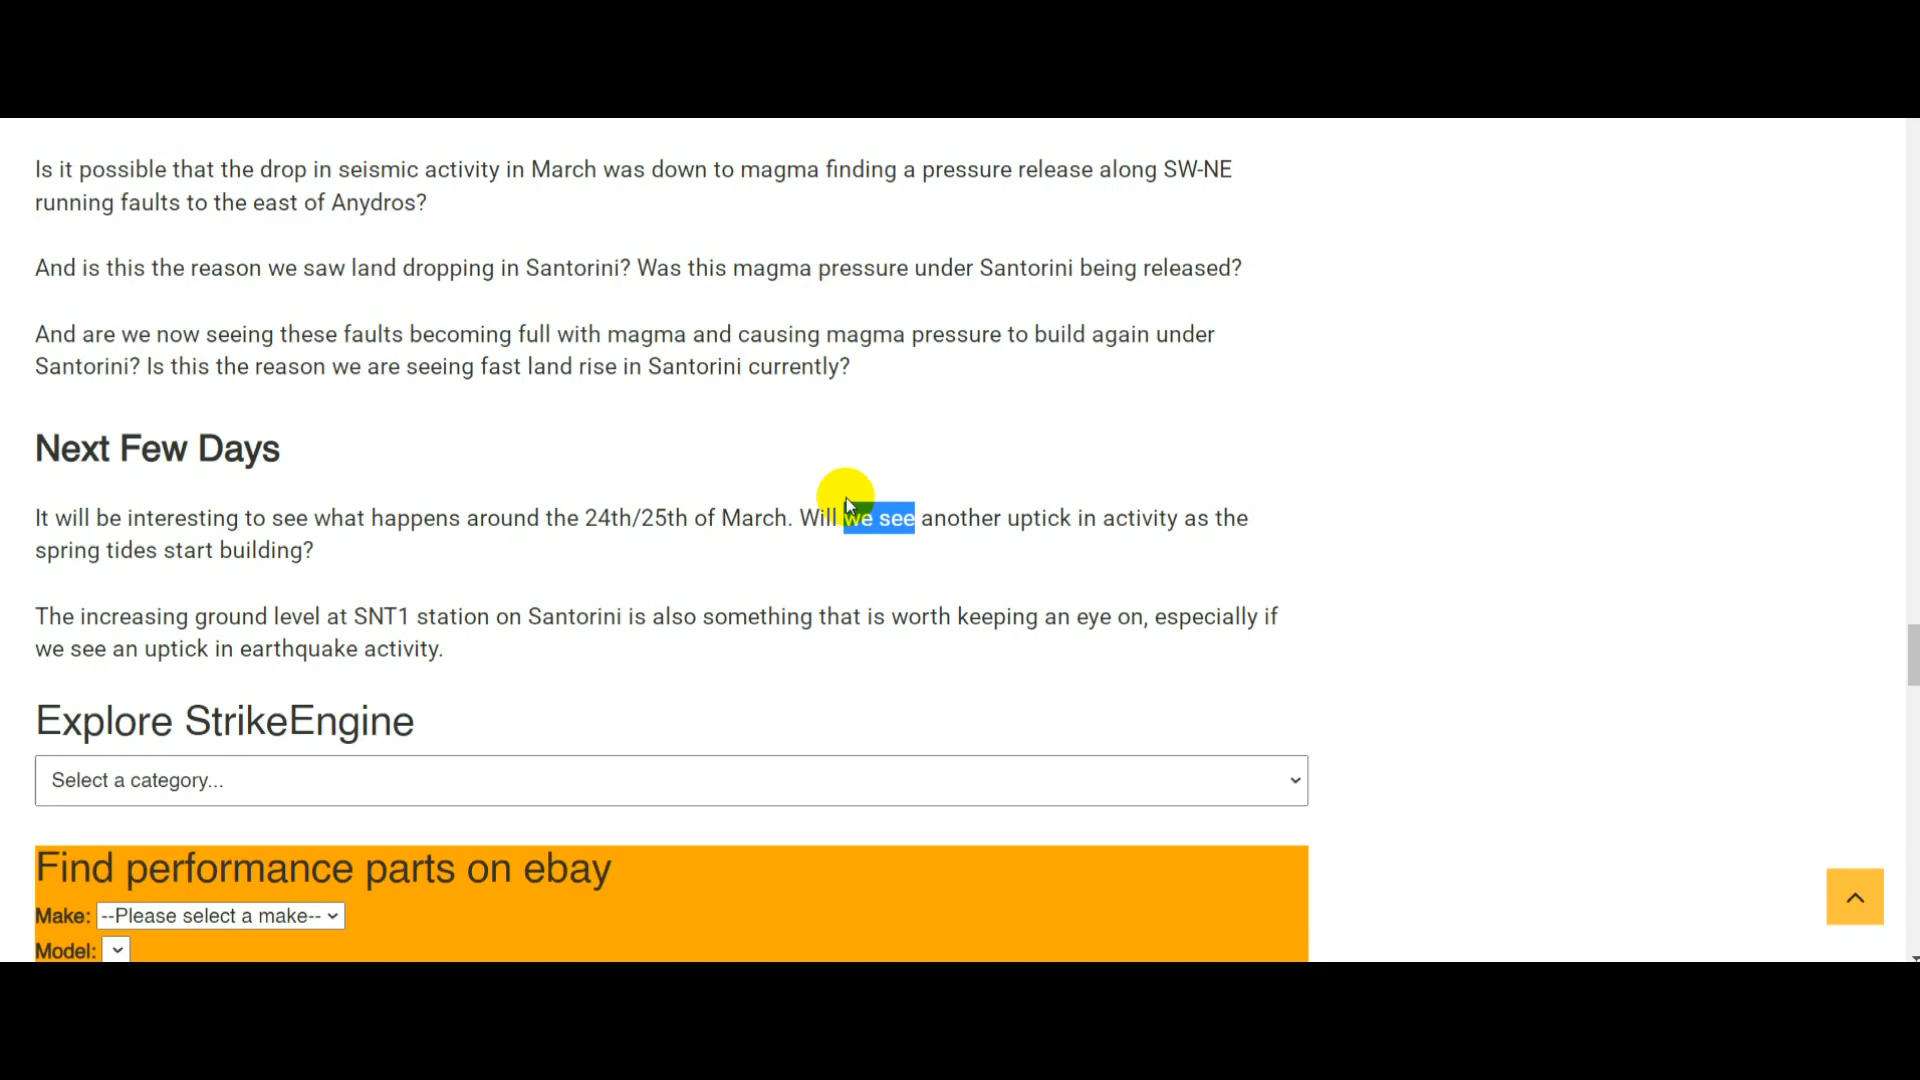 Is it possible that the drop in seismic activity in March was down to magma finding a pressure release along SW-NE
running faults to the east of Anydros?
And is this the reason we saw land dropping in Santorini? Was this magma pressure under Santorini being released?
And are we now seeing these faults becoming full with magma and causing magma pressure to build again under
Santorini? Is this the reason we are seeing fast land rise in Santorini currently?
Next Few Days
It will be interesting to see what happens around the 24th/25th of March. Will we see another uptick in activity as the
spring tides start building?
The increasing ground level at SNT1 station on Santorini is also something that is worth keeping an eye on, especially if
we see an uptick in earthquake activity.
Explore StrikeEngine
Select a category...
Find performance parts on ebay
Make: --Please select a make--
Model: